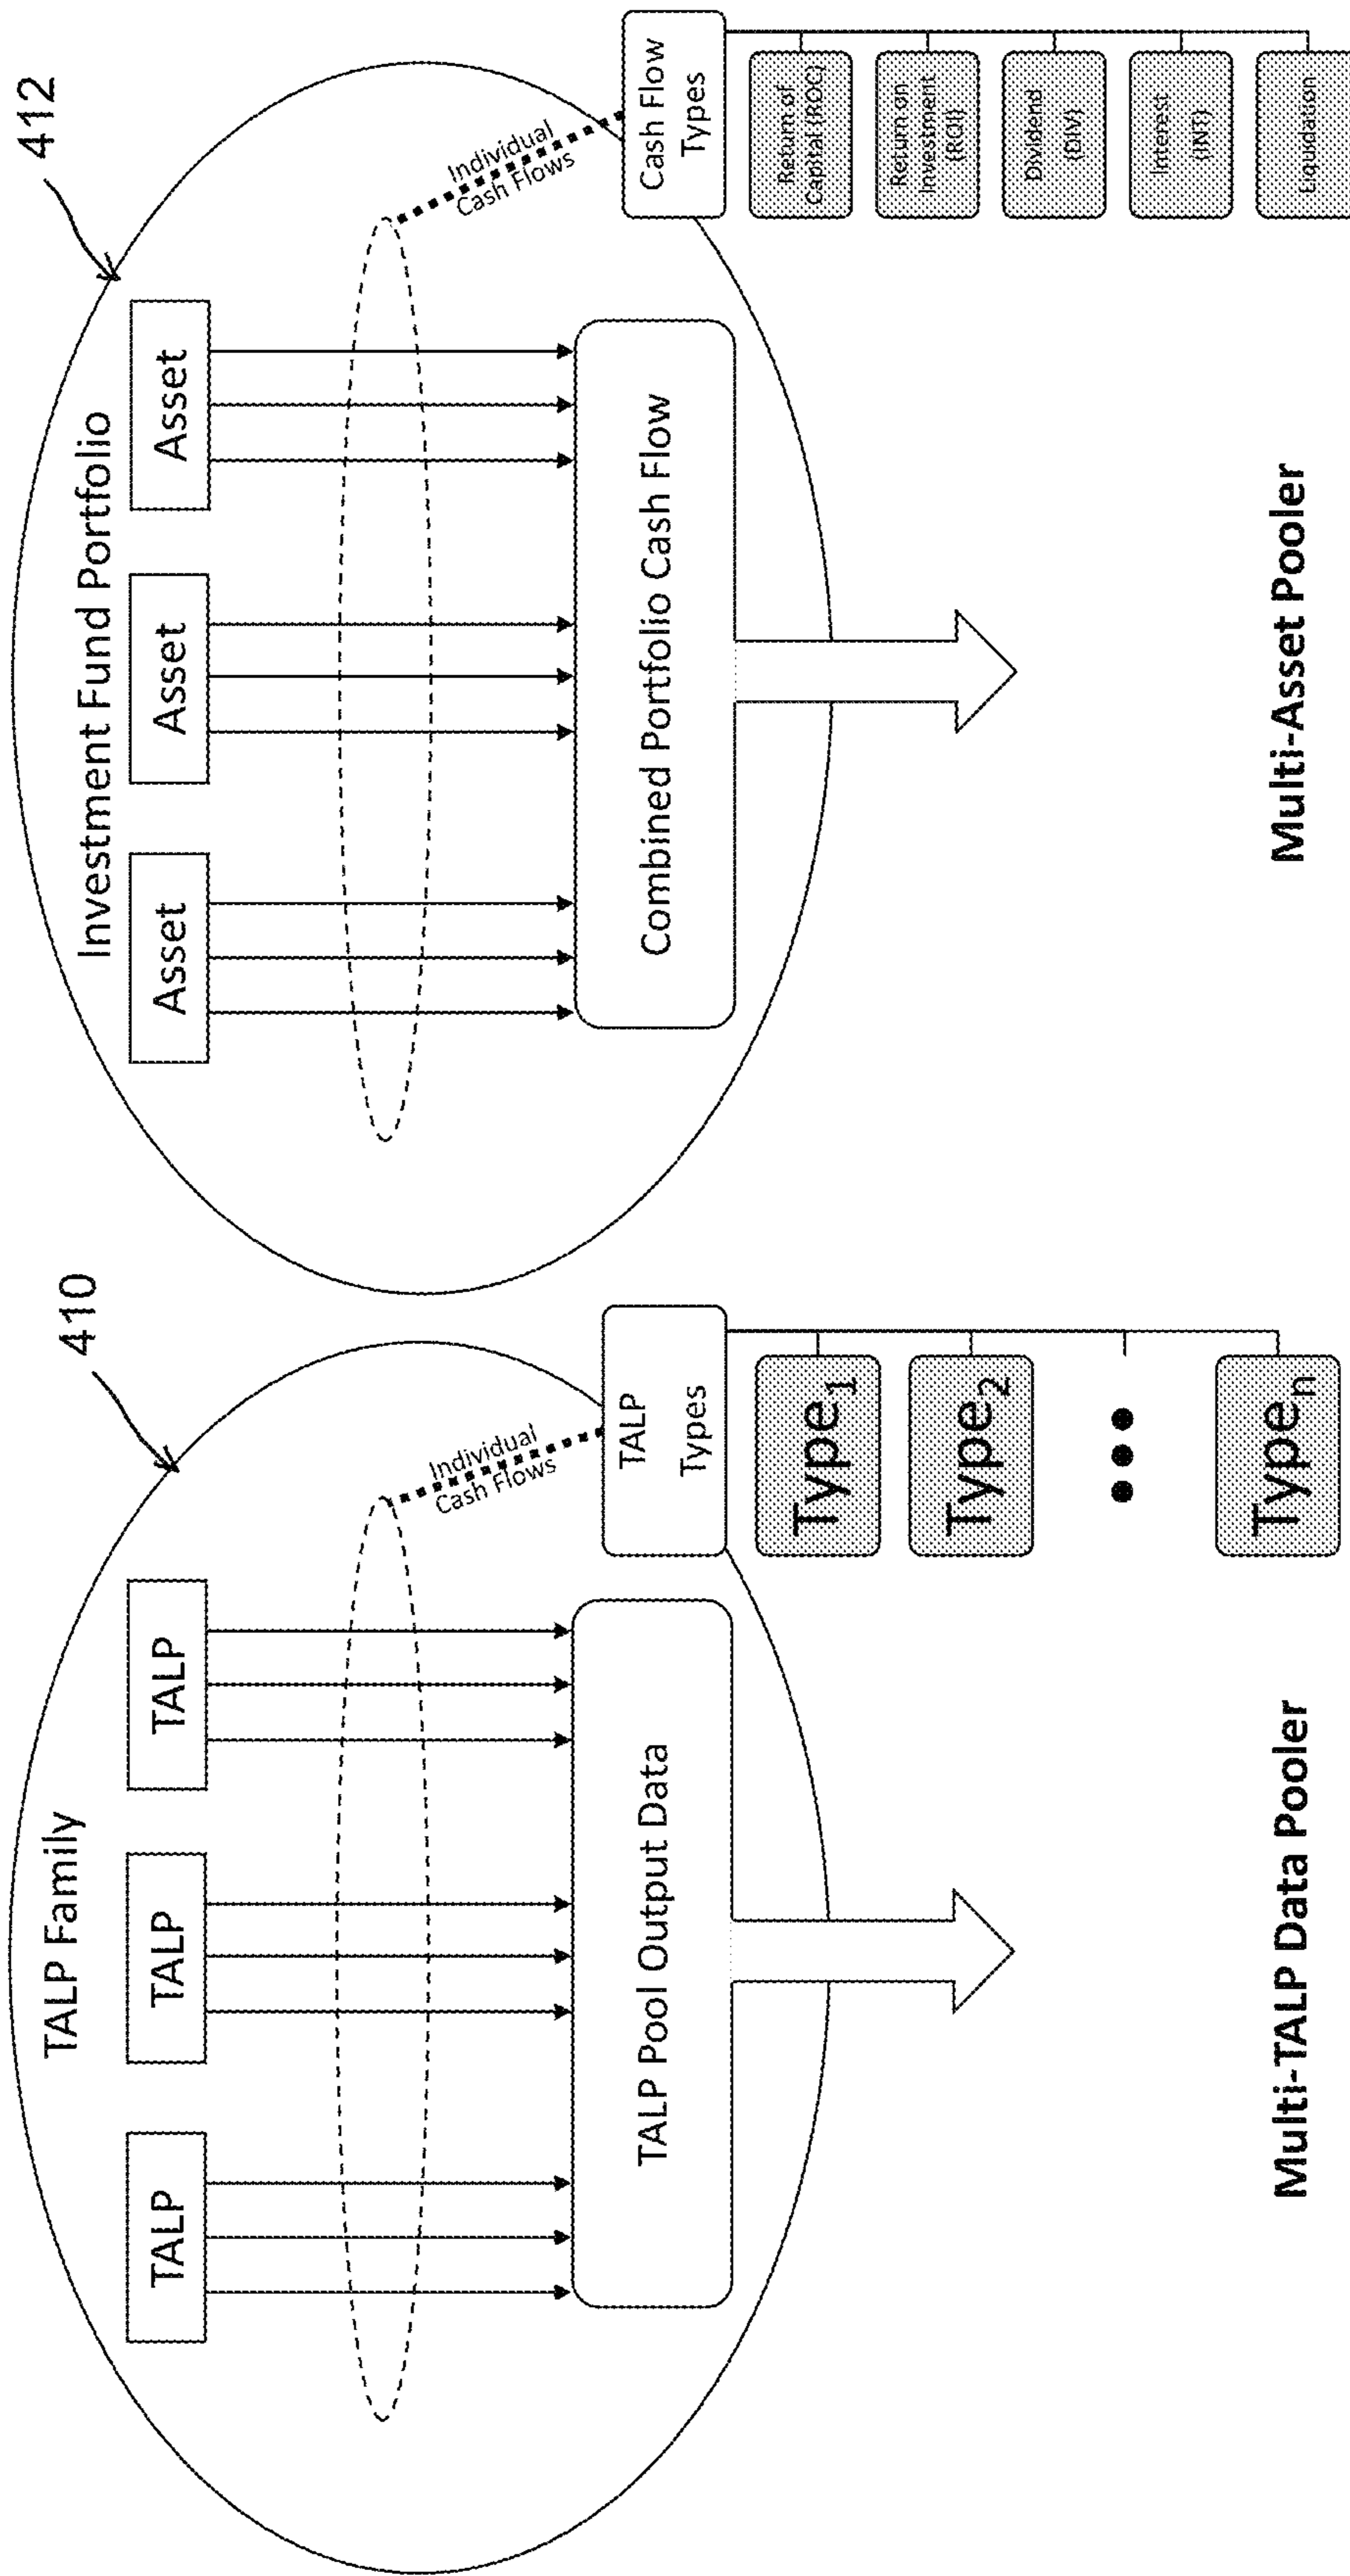 410
TALP Family
TALP
TALP
TALP
Individual
Cash Flows
TALP Pool Output Data
TALP
Types
Type1
Type2
•••
Typen
Multi-TALP Data Pooler
412
Investment Fund Portfolio
Asset
Asset
Asset
Individual
Cash Flows
Combined Portfolio Cash Flow
Cash Flow
Types
Return of
Capital (ROC)
Return on
Investment
(ROI)
Dividend
(DIV)
Interest
(INT)
Liquidation
Multi-Asset Pooler